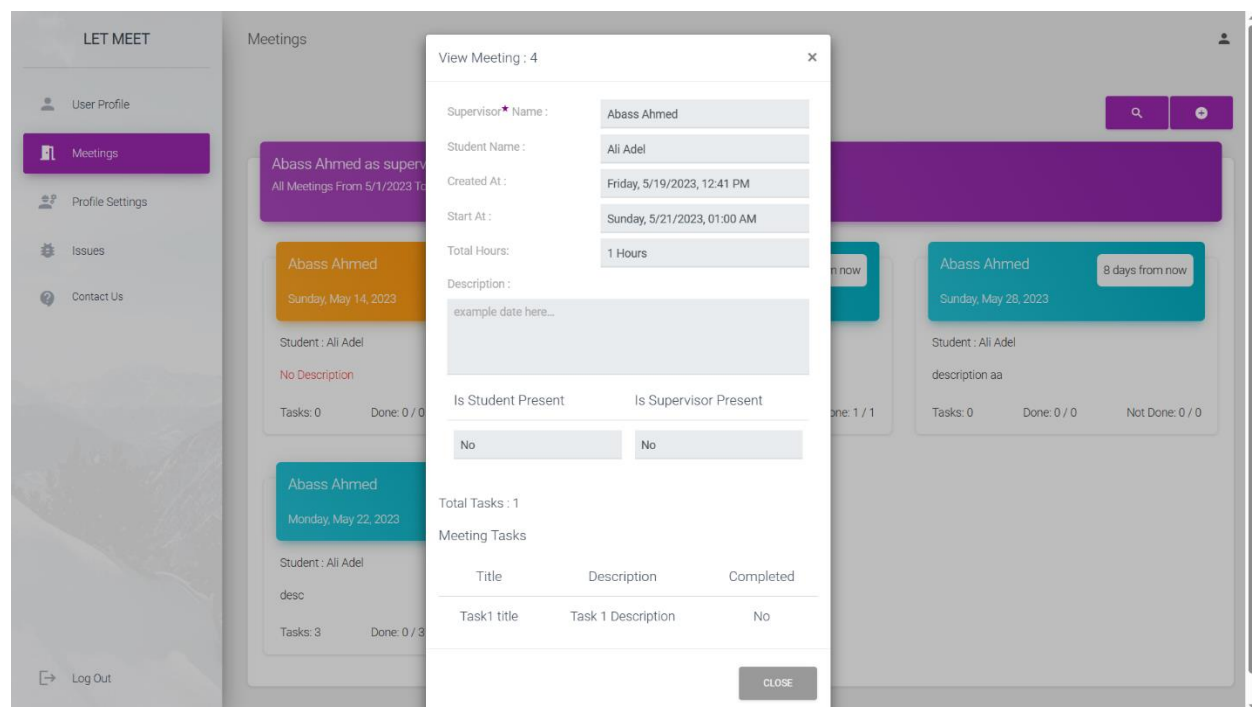 LET MEET
User Profile
Meetings
Profile Settings
Issues
Contact Us
Log Out
Meetings
Abass Ahmed as superv
All Meetings From 5/1/2023 To
Abass Ahmed
Sunday, May 14, 2023
Student : Ali Adel
No Description
Tasks: 0 Done: 0 / 0
n now
one: 1 / 1
Abass Ahmed
8 days from now
Sunday, May 28, 2023
Student : Ali Adel
description aa
Tasks: 0 Done: 0 / 0 Not Done: 0 / 0
Abass Ahmed
Monday, May 22, 2023
Student : Ali Adel
desc
Tasks: 3 Done: 0 / 3
View Meeting : 4 ×
Supervisor★ Name : Abass Ahmed
Student Name : Ali Adel
Created At : Friday, 5/19/2023, 12:41 PM
Start At : Sunday, 5/21/2023, 01:00 AM
Total Hours: 1 Hours
Description :
example date here...
Is Student Present Is Supervisor Present
No No
Total Tasks : 1
Meeting Tasks
Title Description Completed
Task1 title Task 1 Description No
CLOSE